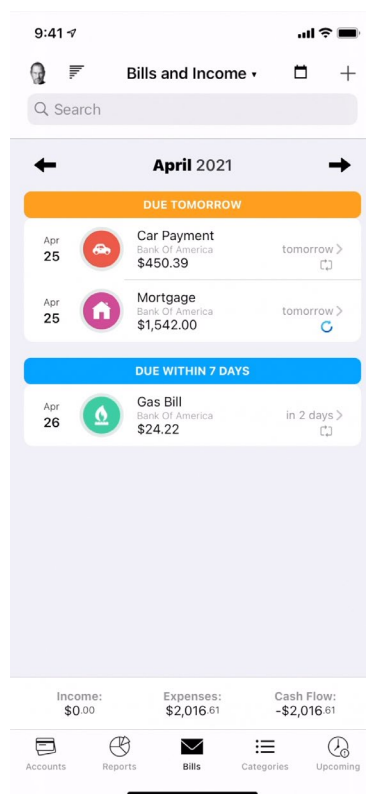 9:41
Bills and Income
Search
April 2021
DUE TOMORROW
Apr
25
Car Payment
Bank Of America
$450.39
tomorrow
Apr
25
Mortgage
Bank Of America
$1,542.00
tomorrow
DUE WITHIN 7 DAYS
Apr
26
Gas Bill
Bank Of America
$24.22
in 2 days
Income: Expenses: Cash Flow:
$0.00 $2,016.61 -$2,016.61
Accounts Reports Bills Categories Upcoming